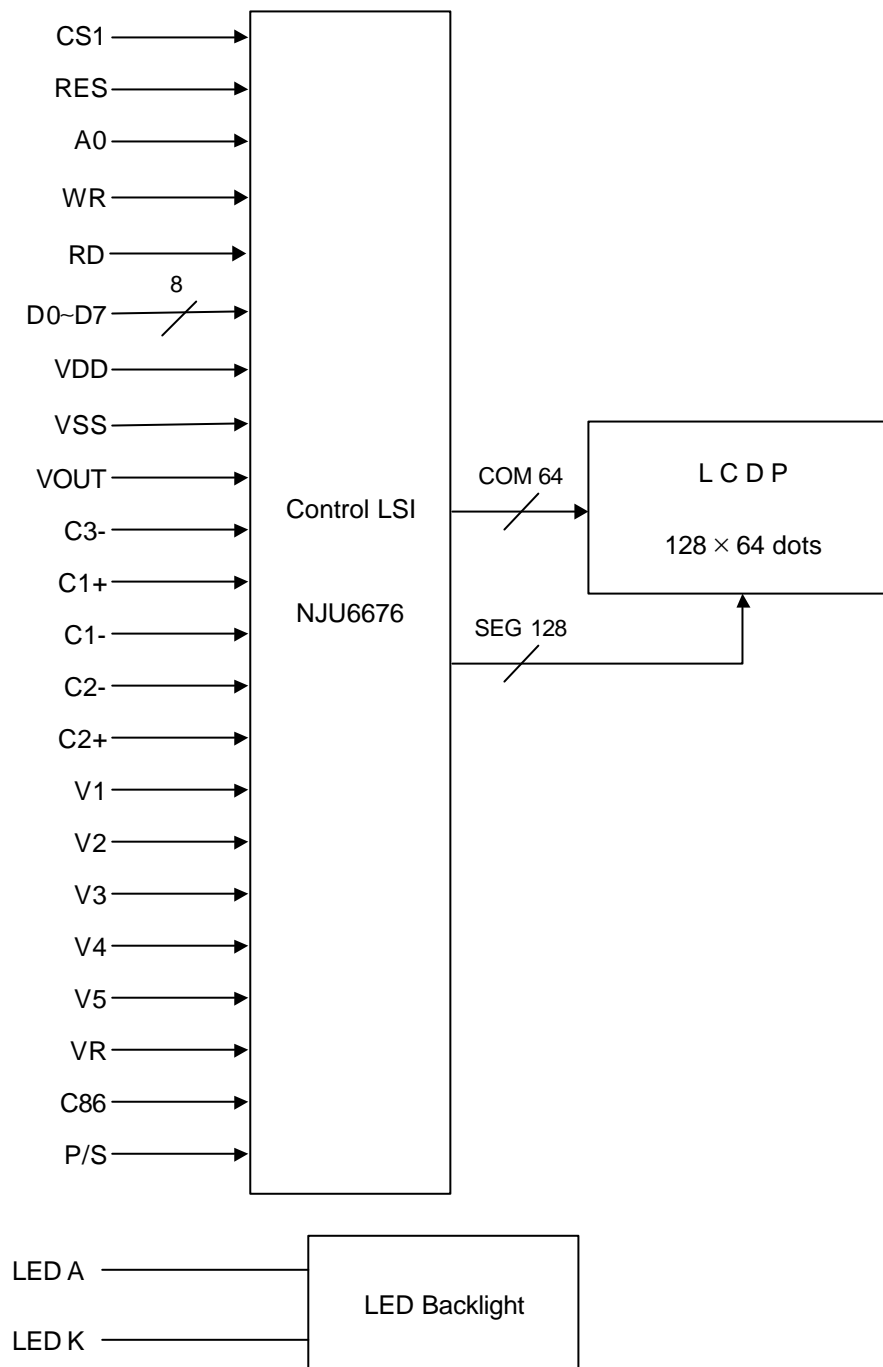 CS1
RES
A0
WR
RD
8
D0~D7
VDD
VSS
VOUT
C3-
C1+
C1-
C2-
C2+
V1
V2
V3
V4
V5
VR
C86
P/S
Control LSI
NJU6676
COM 64
SEG 128
L C D P
128 × 64 dots
LED A
LED K
LED Backlight